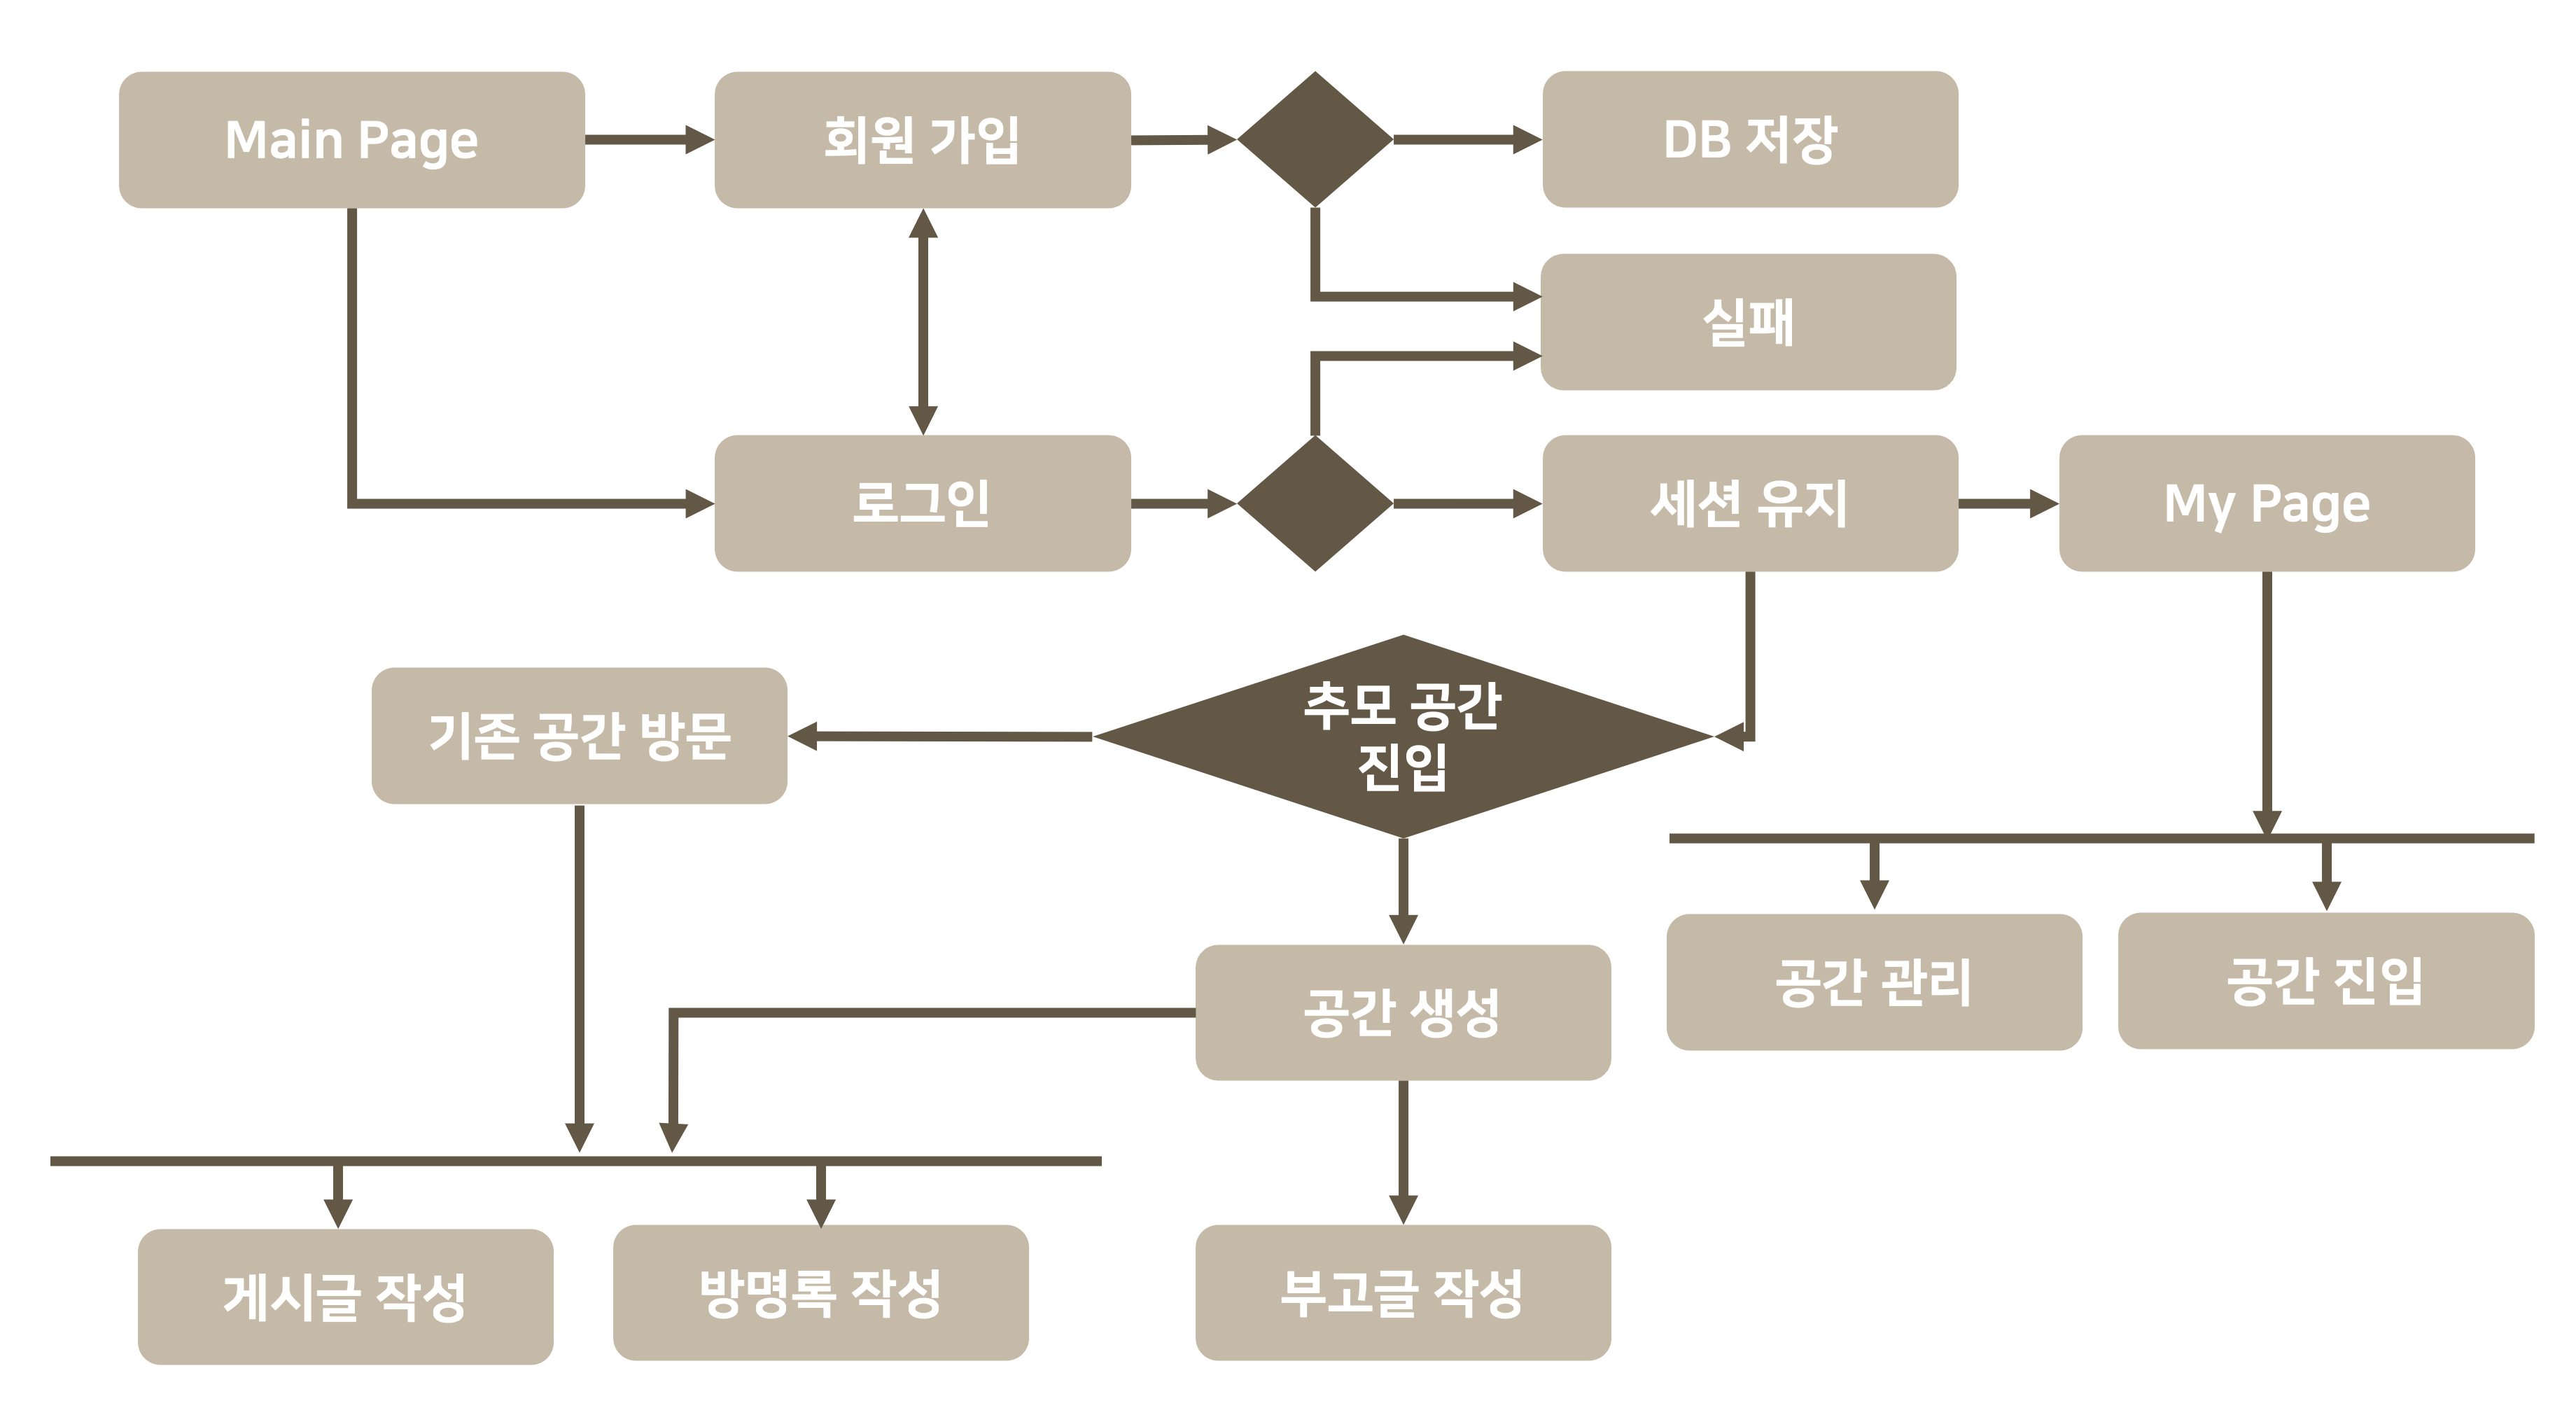 Main Page
회원 가입
DB 저장
실패
로그인
세션 유지
My Page
기존 공간 방문
추모 공간
진입
공간 생성
공간 관리
공간 진입
게시글 작성
방명록 작성
부고글 작성